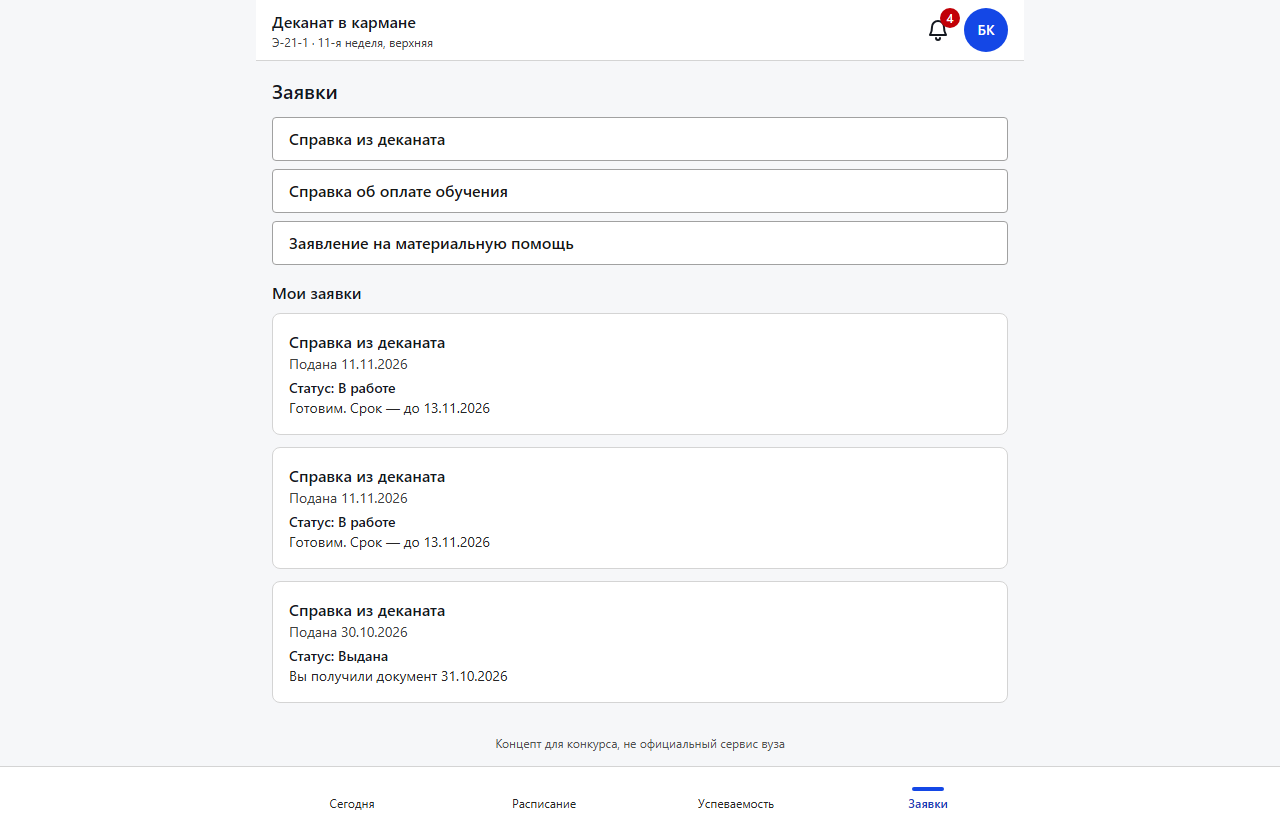 Деканат в кармане
Э-21-1 · 11-я неделя, верхняя
4
БК
Заявки
Справка из деканата
Справка об оплате обучения
Заявление на материальную помощь
Мои заявки
Справка из деканата
Подана 11.11.2026
Статус: В работе
Готовим. Срок — до 13.11.2026
Справка из деканата
Подана 11.11.2026
Статус: В работе
Готовим. Срок — до 13.11.2026
Справка из деканата
Подана 30.10.2026
Статус: Выдана
Вы получили документ 31.10.2026
Концепт для конкурса, не официальный сервис вуза
Сегодня
Расписание
Успеваемость
Заявки